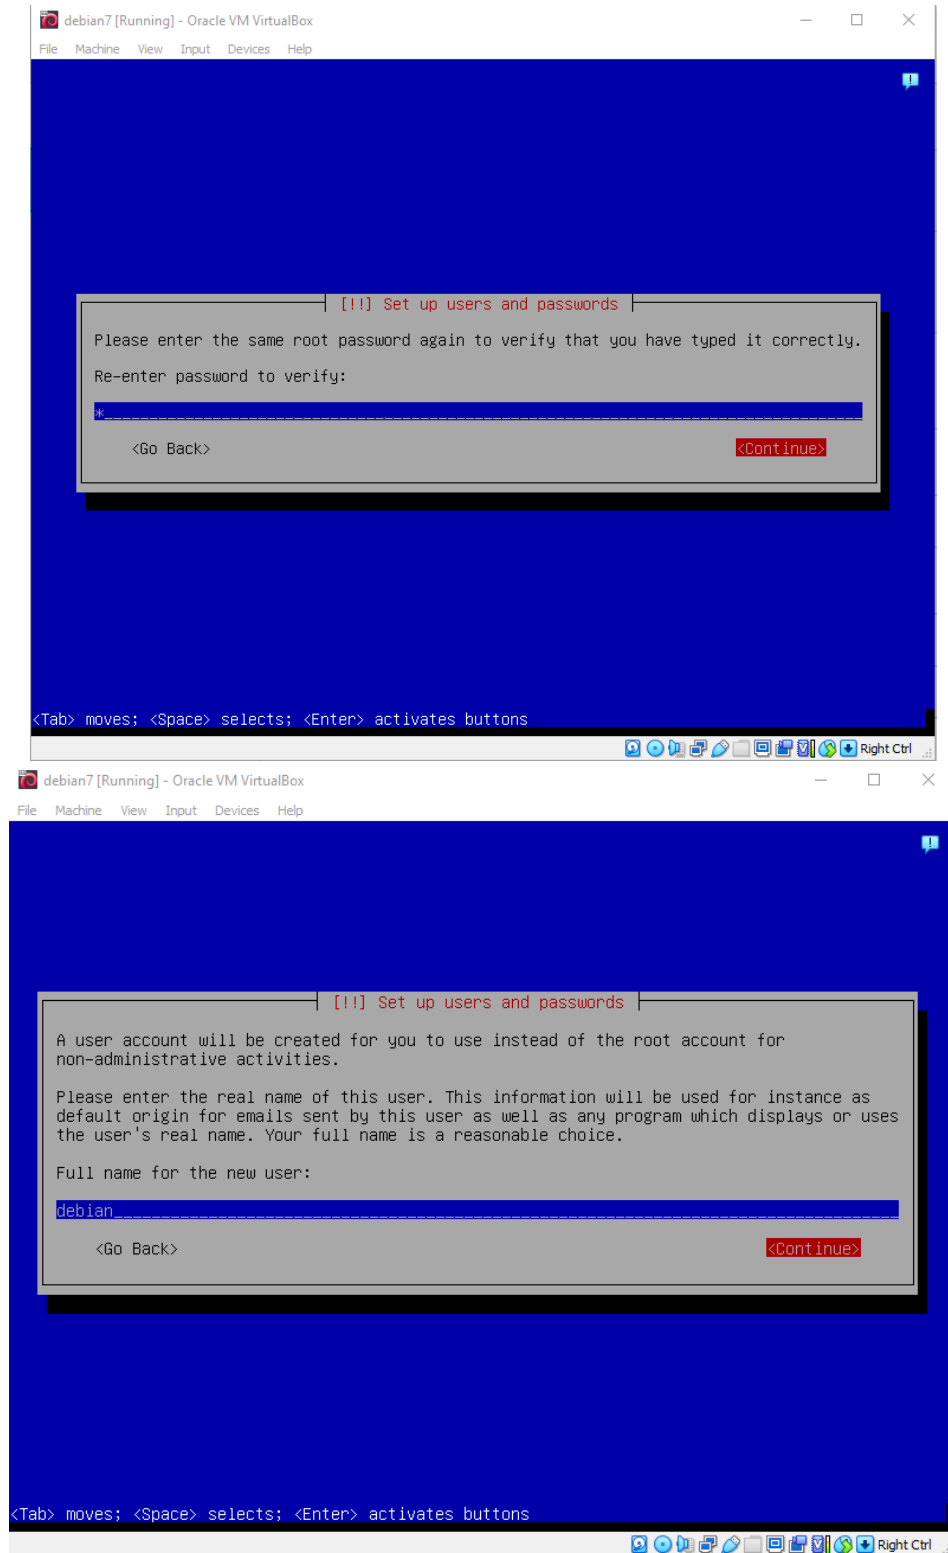 debian7 [Running] - Oracle VM VirtualBox
File Machine View Input Devices Help
[!!] Set up users and passwords
Please enter the same root password again to verify that you have typed it correctly.
Re-enter password to verify:
*
<Go Back> <Continue>
<Tab> moves; <Space> selects; <Enter> activates buttons
Right Ctrl
debian7 [Running] - Oracle VM VirtualBox
File Machine View Input Devices Help
[!!] Set up users and passwords
A user account will be created for you to use instead of the root account for
non-administrative activities.
Please enter the real name of this user. This information will be used for instance as
default origin for emails sent by this user as well as any program which displays or uses
the user's real name. Your full name is a reasonable choice.
Full name for the new user:
debian
<Go Back> <Continue>
<Tab> moves; <Space> selects; <Enter> activates buttons
Right Ctrl